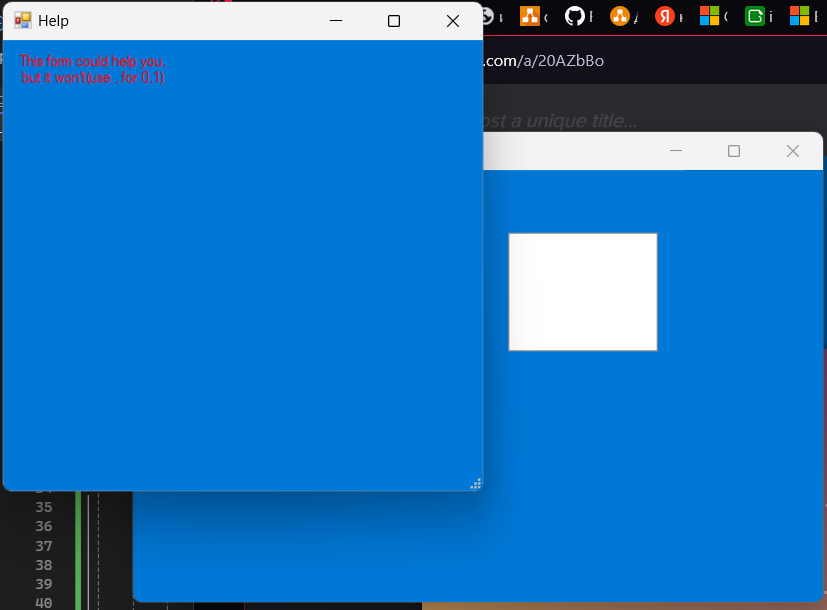 Help
This form could help you,
but it won't(use . for 0.1)
.com/a/20AZbBo
ost a unique title...
35
36
37
38
39
40